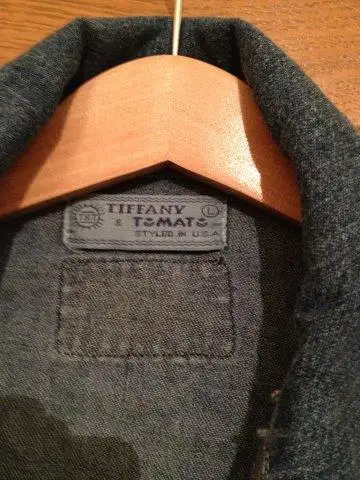 TIFFANY L
& TOMATO
STYLED IN U.S.A